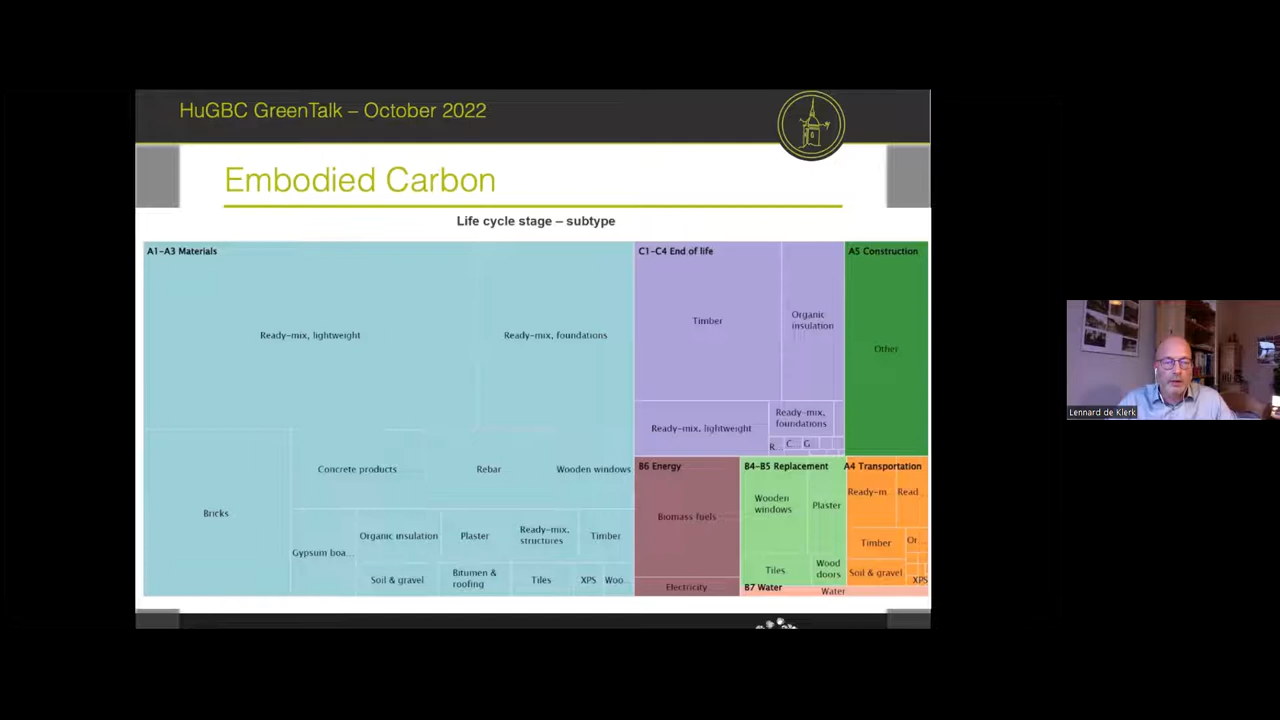 HuGBC GreenTalk – October 2022
Embodied Carbon
Life cycle stage – subtype
A1-A3 Materials
Ready-mix, lightweight
Ready-mix, foundations
Bricks
Concrete products
Rebar
Wooden windows
Gypsum boa...
Organic insulation
Plaster
Ready-mix,
structures
Timber
Soil & gravel
Bitumen &
roofing
Tiles
XPS
Woo...
C1-C4 End of life
Timber
Organic
insulation
Ready-mix, lightweight
Ready-mix,
foundations
R...
C...
G...
A5 Construction
Other
B6 Energy
Biomass fuels
Electricity
B4-B5 Replacement
Wooden
windows
Plaster
Tiles
Wood
doors
A4 Transportation
Ready-m...
Read...
Timber
Or...
Soil & gravel
XPS
B7 Water
Water
Lennard de Klerk